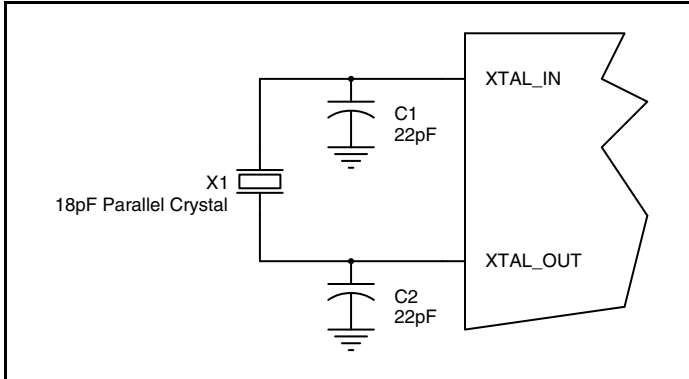 XTAL_IN
C1
22pF
X1
18pF Parallel Crystal
XTAL_OUT
C2
22pF